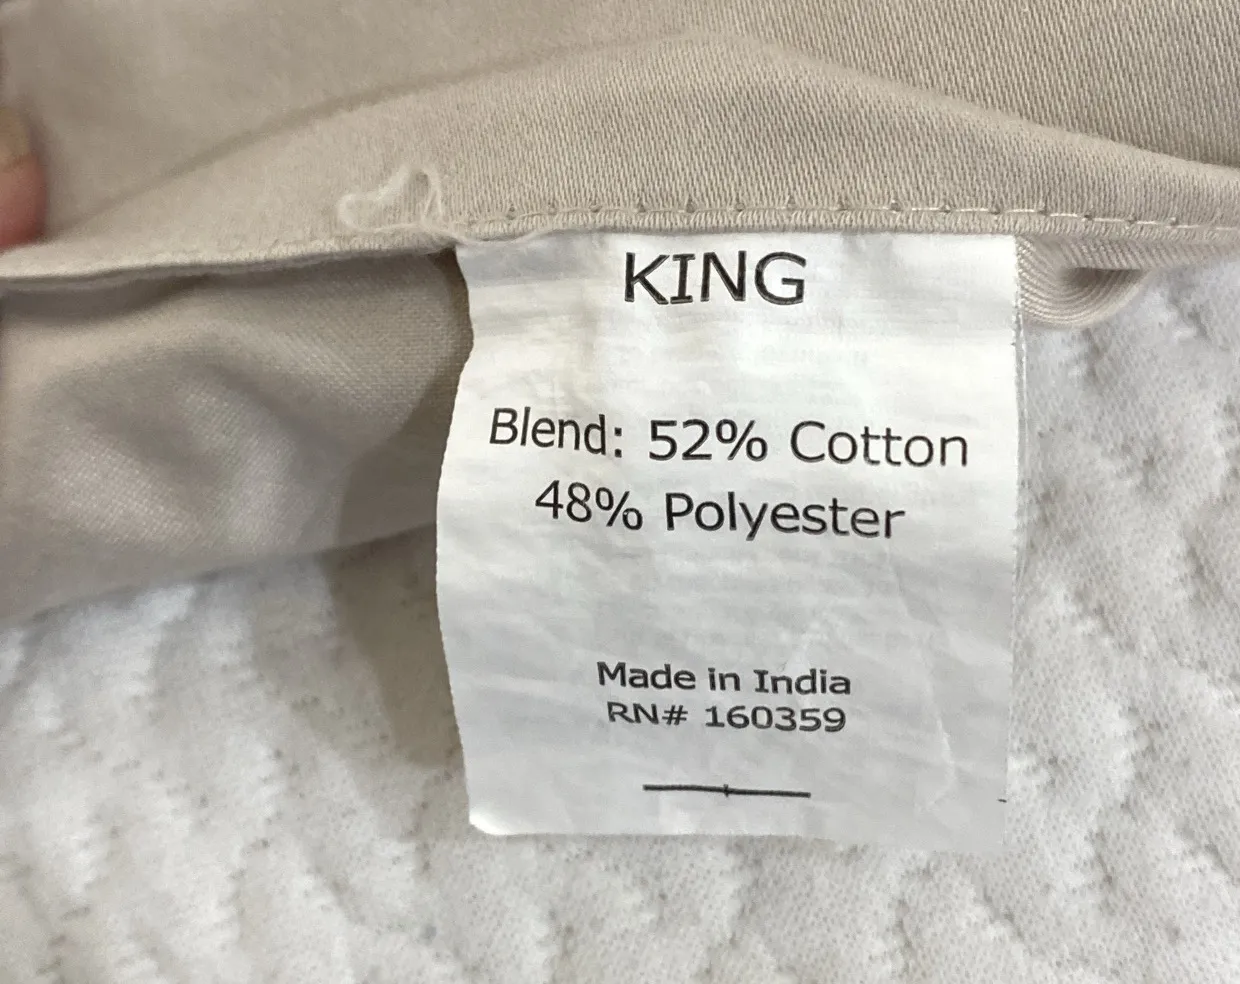 KING
Blend: 52% Cotton
48% Polyester
Made in India
RN# 160359